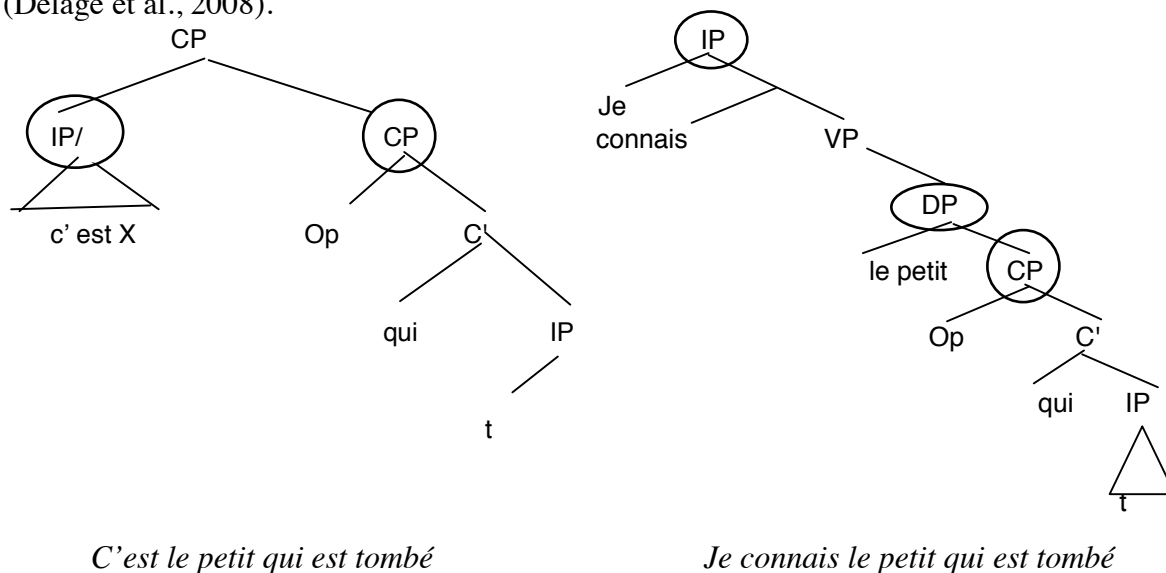 (Delage et al., 2008).
CP
IP/
CP
c' est X
Op
C'
qui
IP
t
IP
Je
connais
VP
DP
le petit
CP
Op
C'
qui
IP
t
C'est le petit qui est tombé
Je connais le petit qui est tombé